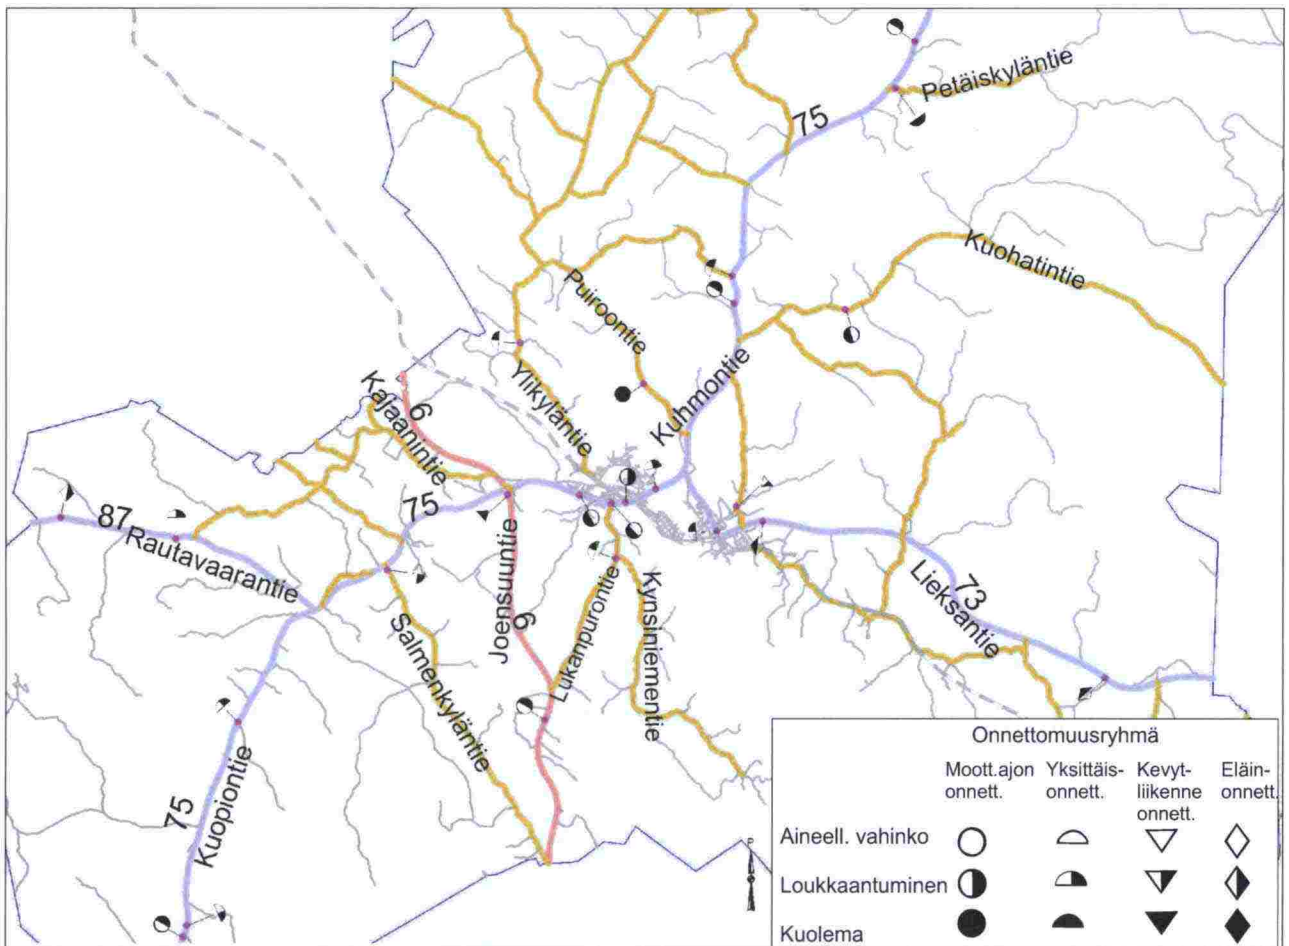 Petäiskyläntie
75
Kuohatintie
Puiroontie
Kuhmontie
Ylikyläntie
6
Kajaanintie
75
87
Rautavaarantie
Joensuuntie
6
Salmenkyläntie
Lukanpurontie
Kynsiniementie
73
Lieksantie
75
Kuopiontie
Onnettomuusryhmä
Moott.ajon Yksittäis- Kevyt- Eläin-
onnett. onnett. liikenne onnett.
onnett.
Aineell. vahinko
Loukkaantuminen
Kuolema